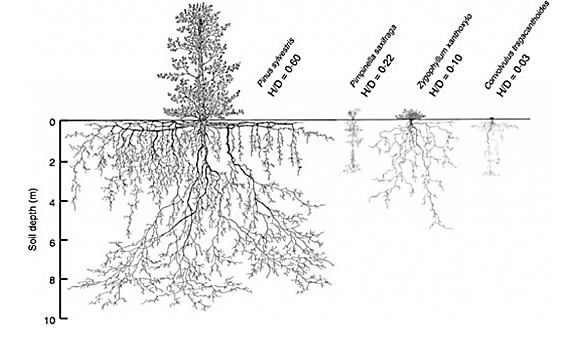 Pinus sylvestris
H/D = 0·60
Pimpinella saxifraga
H/D = 0·22
Zygophyllum xanthoxylo
H/D = 0·10
Convolvulus tragacanthoides
H/D = 0·03
Soil depth (m)
0
2
4
6
8
10